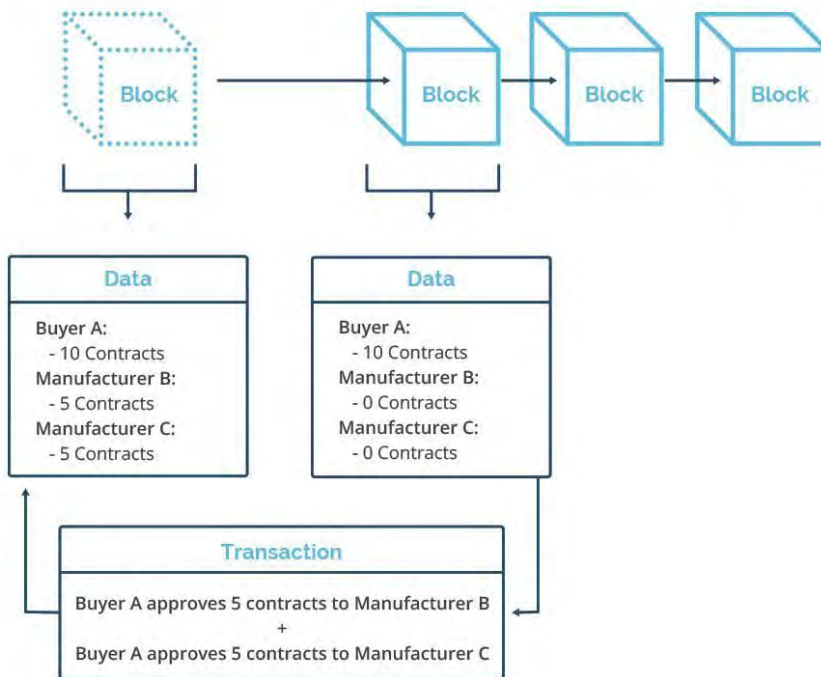 Block
Block
Block
Block
Data
Buyer A:
- 10 Contracts
Manufacturer B:
- 5 Contracts
Manufacturer C:
- 5 Contracts
Data
Buyer A:
- 10 Contracts
Manufacturer B:
- 0 Contracts
Manufacturer C:
- 0 Contracts
Transaction
Buyer A approves 5 contracts to Manufacturer B
+
Buyer A approves 5 contracts to Manufacturer C